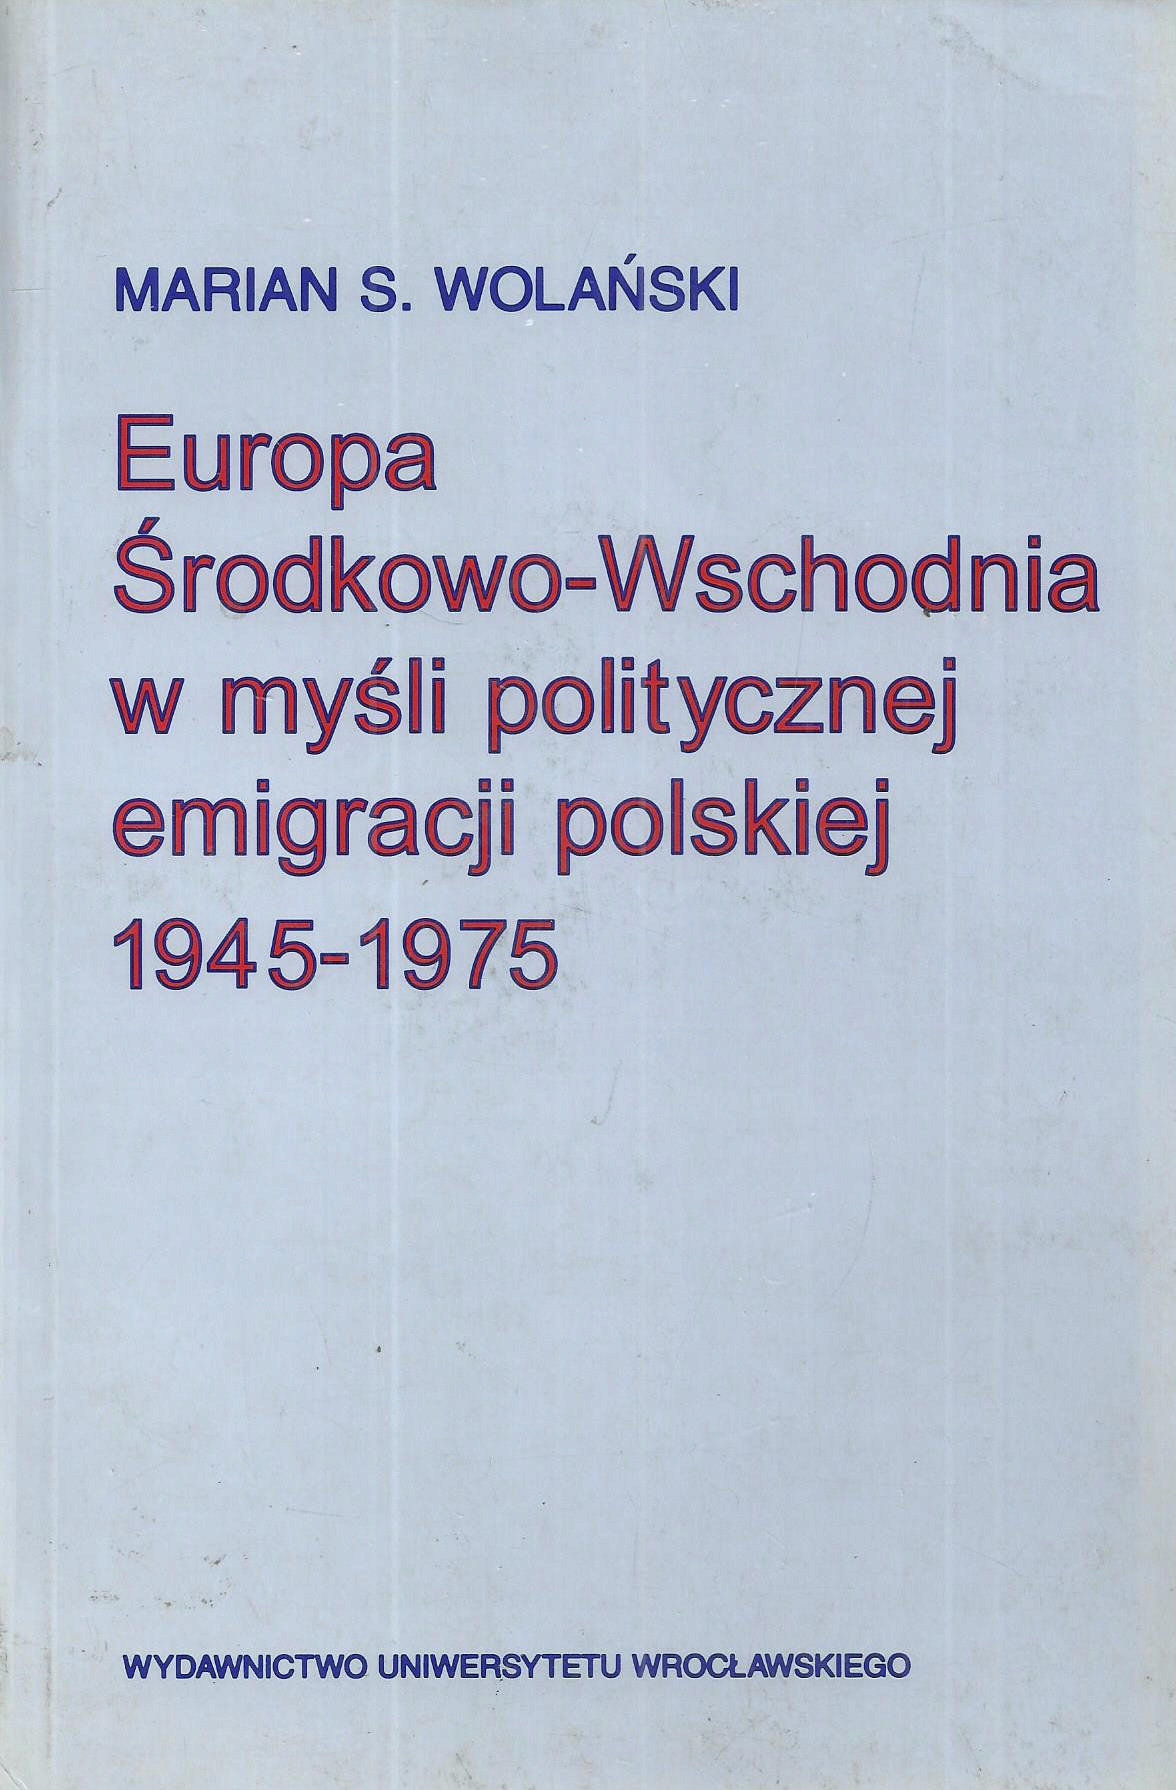 MARIAN S. WOLAŃSKI
Europa
Środkowo-Wschodnia
w myśli politycznej
emigracji polskiej
1945-1975
WYDAWNICTWO UNIWERSYTETU WROCŁAWSKIEGO